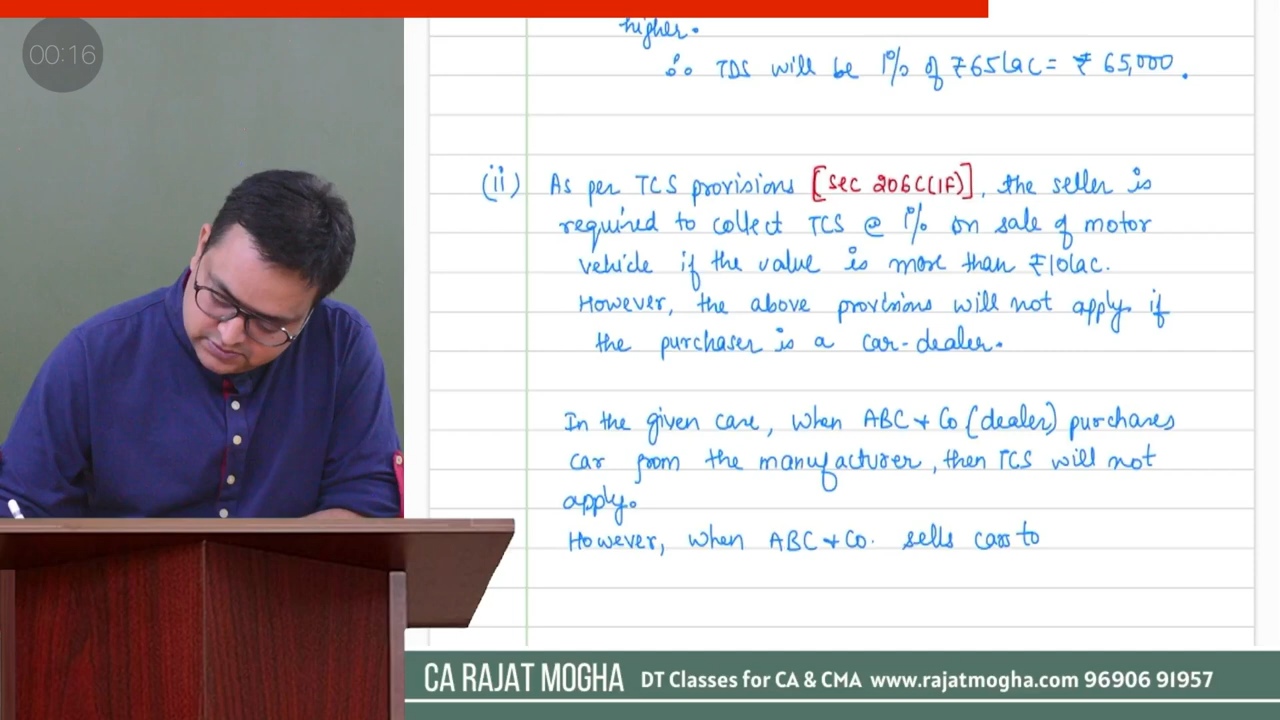 00:16
higher.
∴ TDS will be 1% of ₹65lac = ₹ 65,000.
(ii) As per TCS provisions [Sec 206C(1F)], the seller is
required to collect TCS @ 1% on sale of motor
vehicle if the value is more than ₹10lac.
However, the above provisions will not apply if
the purchaser is a car-dealer.
In the given case, when ABC & Co (dealer) purchases
car from the manufacturer, then TCS will not
apply.
However, when ABC & Co. sells cars to
CA RAJAT MOGHA DT Classes for CA & CMA www.rajatmogha.com 96906 91957